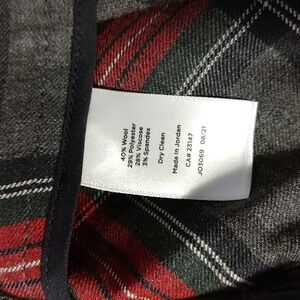 40% Wool
29% Polyester
28% Viscose
3% Spandex
Dry Clean
Made In Jordan
CA# 23147
JO3059 08/21